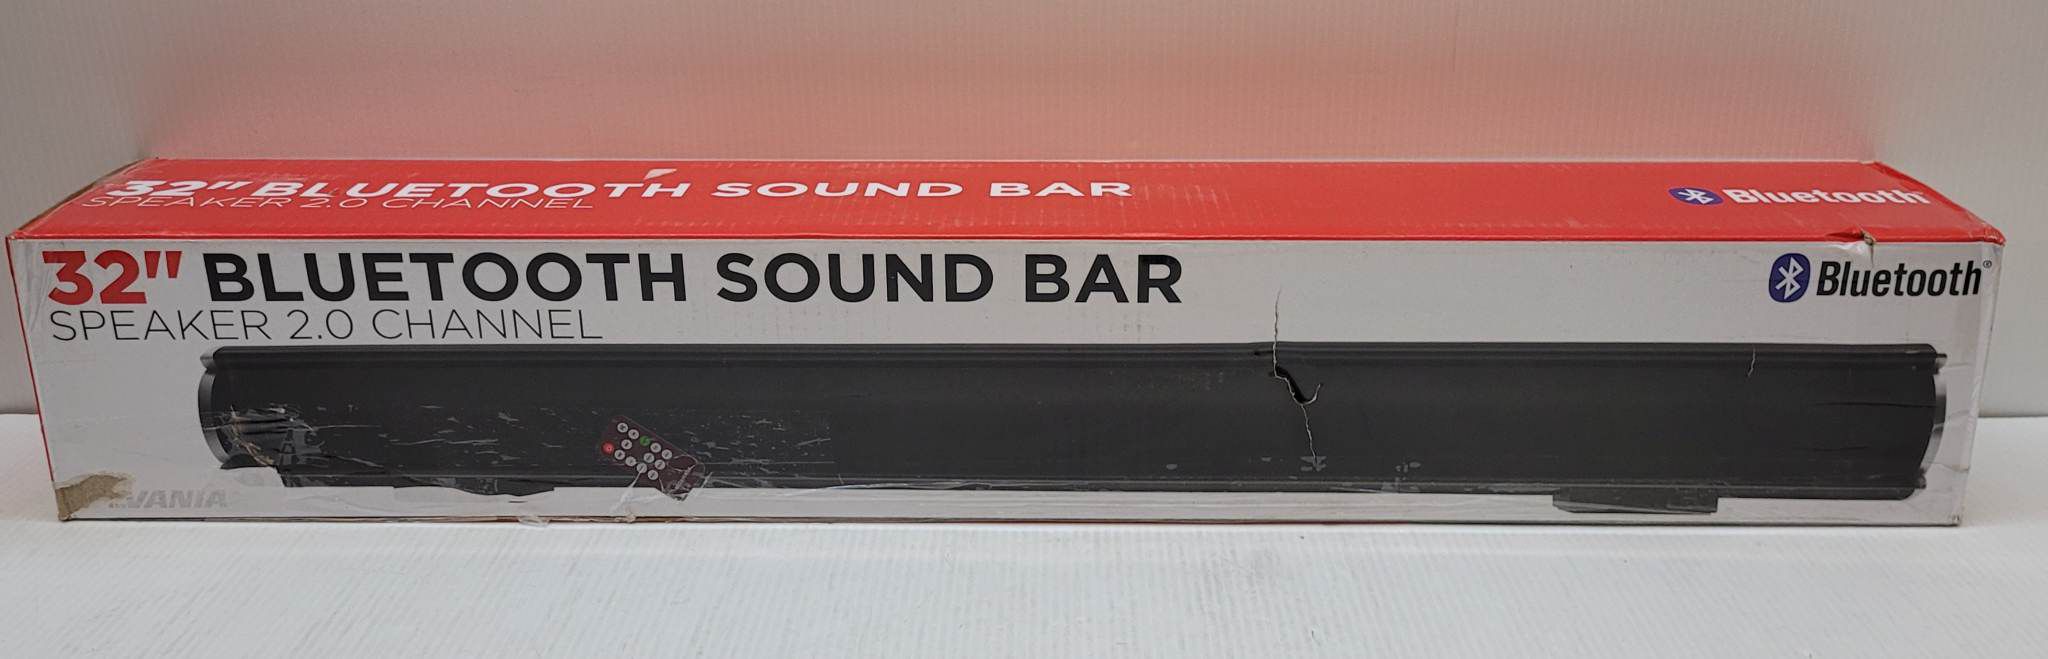 32" BLUETOOTH SOUND BAR
SPEAKER 2.0 CHANNEL
Bluetooth
32" BLUETOOTH SOUND BAR
SPEAKER 2.0 CHANNEL
Bluetooth®
VANIA